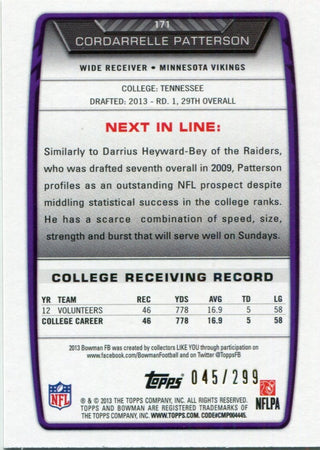 171
CORDARRELLE PATTERSON
WIDE RECEIVER • MINNESOTA VIKINGS
COLLEGE: TENNESSEE
DRAFTED: 2013 - RD. 1, 29TH OVERALL
NEXT IN LINE:
Similarly to Darrius Heyward-Bey of the Raiders,
who was drafted seventh overall in 2009, Patterson
profiles as an outstanding NFL prospect despite
middling statistical success in the college ranks.
He has a scarce combination of speed, size,
strength and burst that will serve well on Sundays.
COLLEGE RECEIVING RECORD
YR TEAM REC YDS AVG TD LG
12 VOLUNTEERS 46 778 16.9 5 58
COLLEGE CAREER 46 778 16.9 5 58
2013 Bowman FB was created by collectors LIKE YOU through participation on
www.facebook.com/BowmanFootball and on Twitter @ToppsFB
Topps 045/299
NFL
NFLPA
® & © 2013 THE TOPPS COMPANY, INC. ALL RIGHTS RESERVED.
TOPPS AND BOWMAN ARE REGISTERED TRADEMARKS
OF THE TOPPS COMPANY, INC. WWW.TOPPS.COM. CODE#CMP004445.